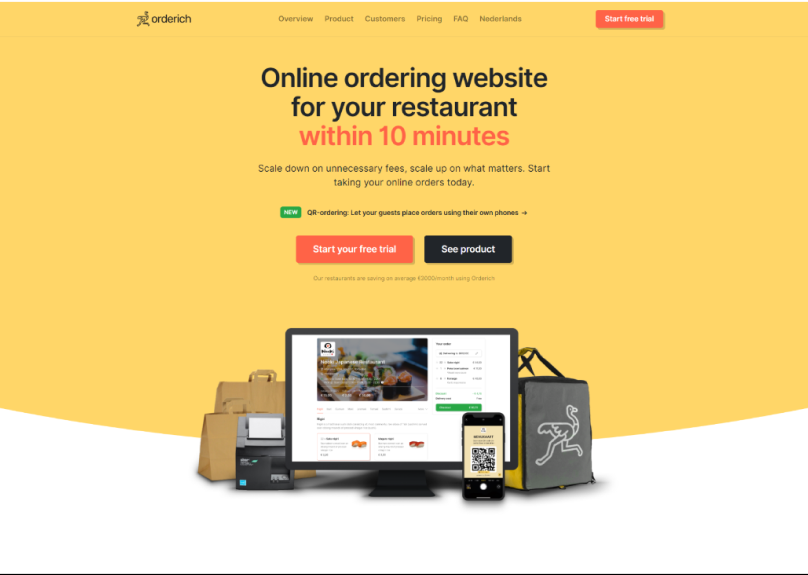 orderich
Overview Product Customers Pricing FAQ Nederlands
Start free trial
Online ordering website
for your restaurant
within 10 minutes
Scale down on unnecessary fees, scale up on what matters. Start
taking your online orders today.
NEW QR-ordering: Let your guests place orders using their own phones →
Start your free trial
See product
Our restaurants are saving on average €2000/month using Orderich
Your order